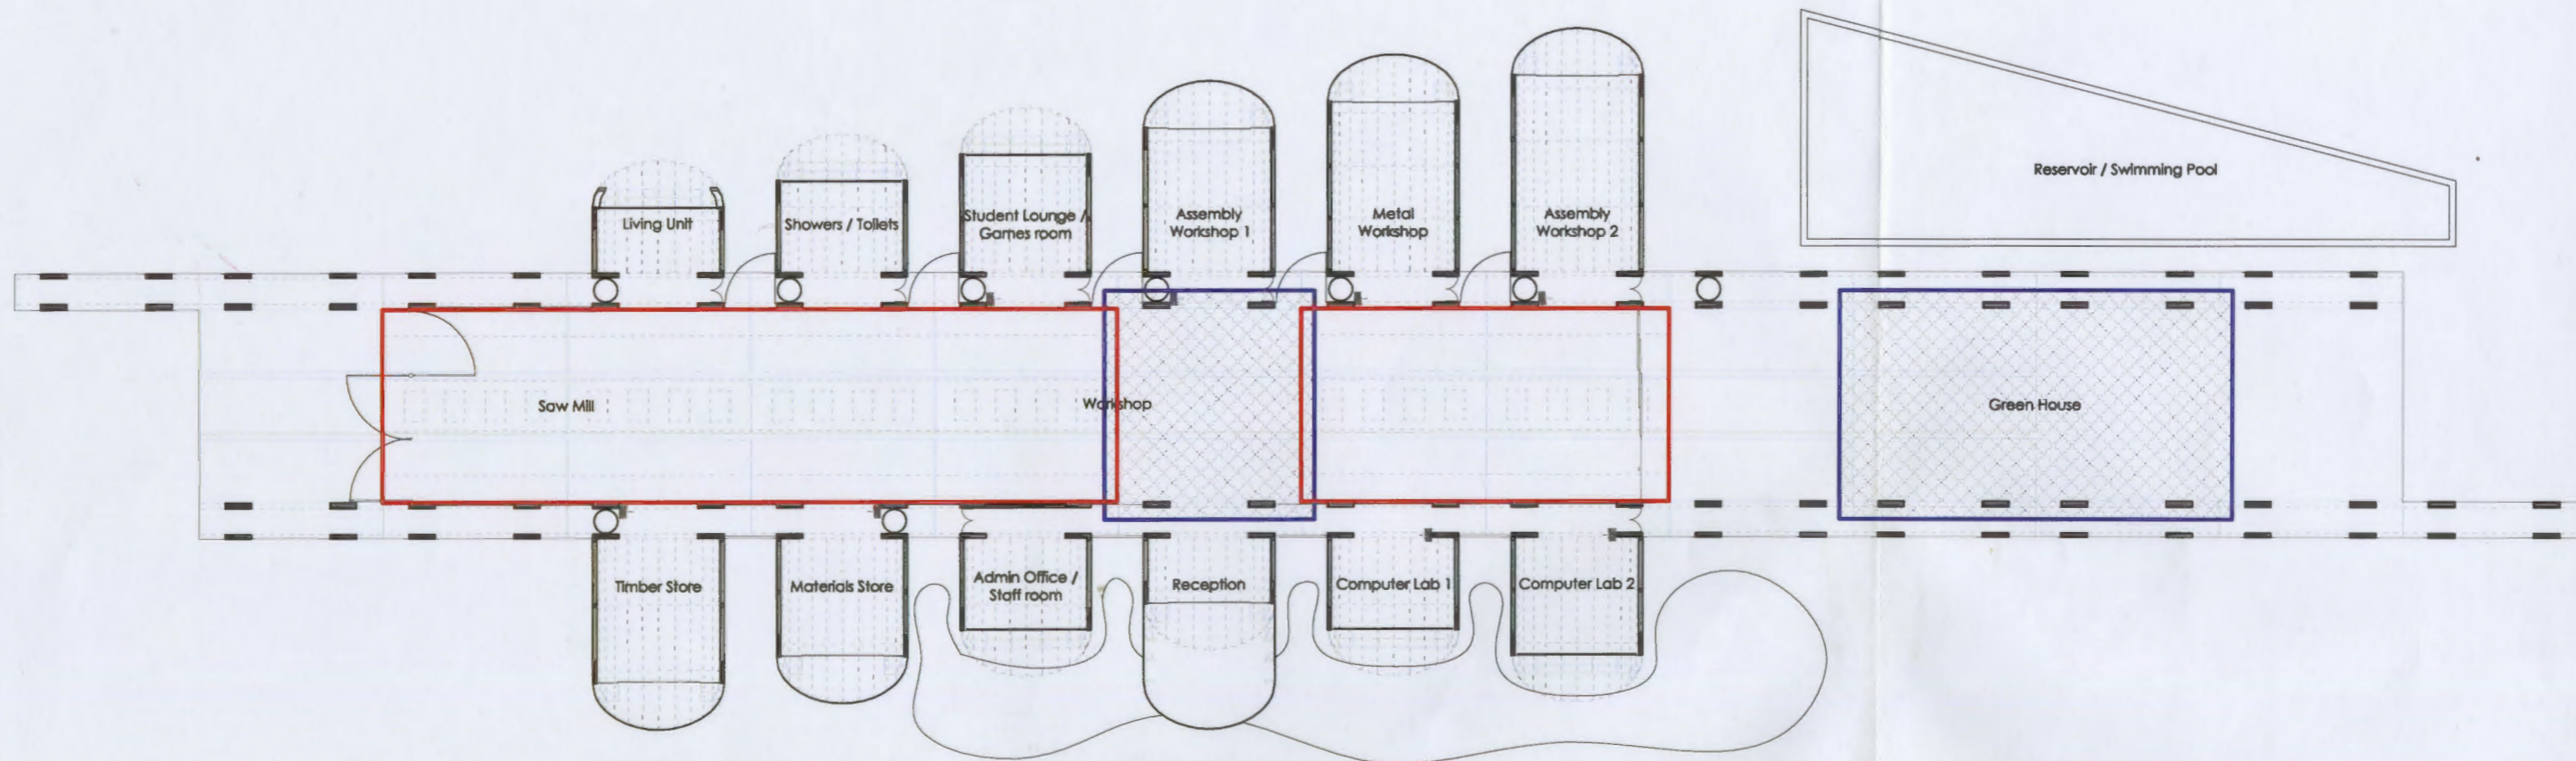 Reservoir / Swimming Pool
Living Unit
Showers / Toilets
Student Lounge /
Games room
Assembly
Workshop 1
Metal
Workshop
Assembly
Workshop 2
Saw Mill
Workshop
Green House
Timber Store
Materials Store
Admin Office /
Staff room
Reception
Computer Lab 1
Computer Lab 2